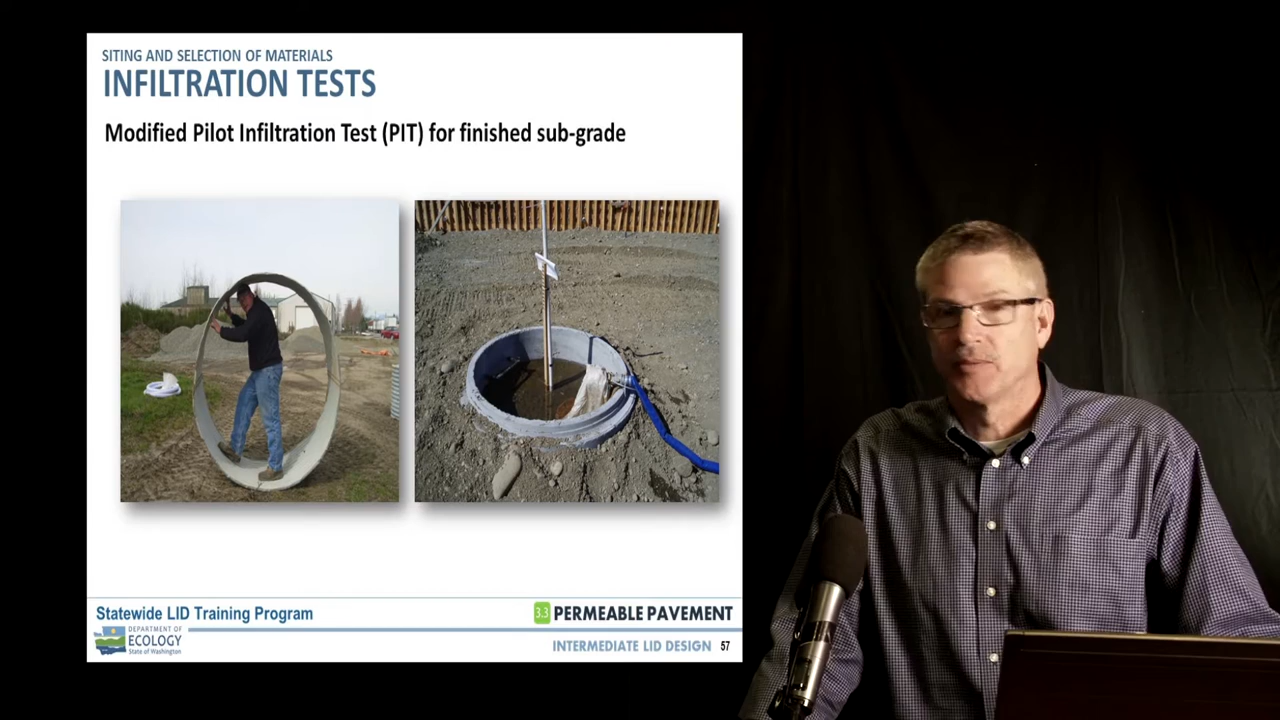 SITING AND SELECTION OF MATERIALS
INFILTRATION TESTS
Modified Pilot Infiltration Test (PIT) for finished sub-grade
Statewide LID Training Program
3.3 PERMEABLE PAVEMENT
DEPARTMENT OF
ECOLOGY
State of Washington
INTERMEDIATE LID DESIGN 57